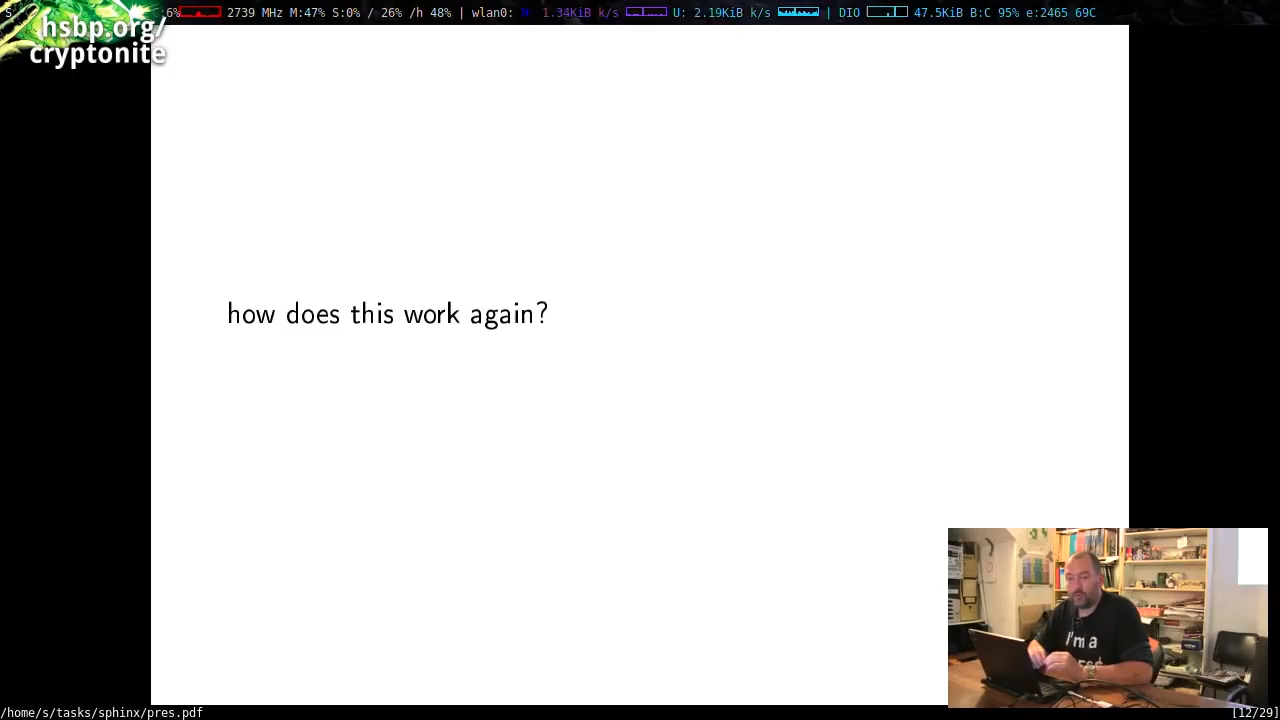 :6% 2739 MHz M:47% S:0% / 26% /h 48% | wlan0: 1.34KiB k/s U: 2.19KiB k/s | DIO 47.5KiB B:C 95% e:2465 69C
hsbp.org/
cryptonite
how does this work again?
I'm a
/home/s/tasks/sphinx/pres.pdf [12/29]